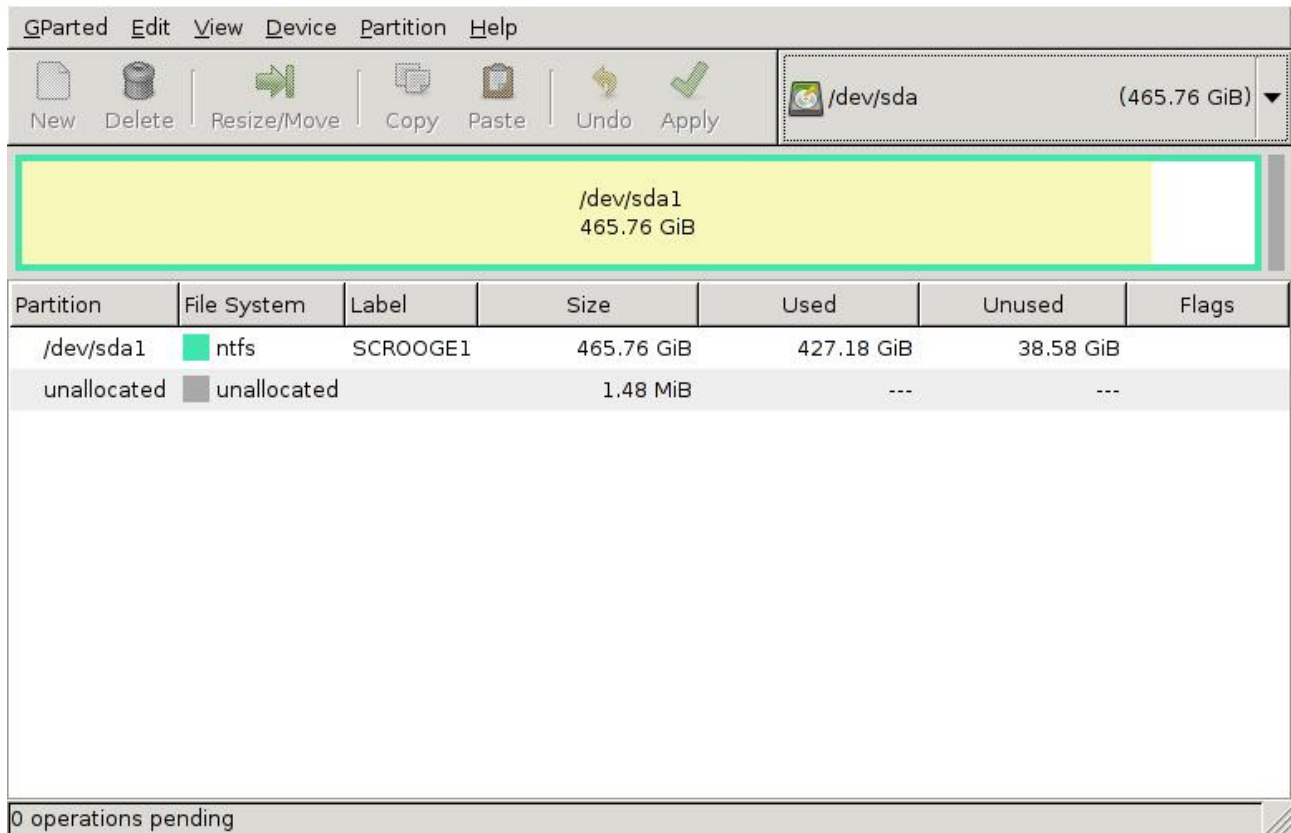 GParted Edit View Device Partition Help
New Delete Resize/Move Copy Paste Undo Apply /dev/sda (465.76 GiB)
/dev/sda1
465.76 GiB
Partition File System Label Size Used Unused Flags
/dev/sda1 ntfs SCROOGE1 465.76 GiB 427.18 GiB 38.58 GiB
unallocated unallocated 1.48 MiB --- ---
0 operations pending